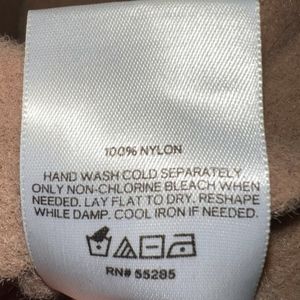 100% NYLON
HAND WASH COLD SEPARATELY
ONLY NON-CHLORINE BLEACH WHEN
NEEDED. LAY FLAT TO DRY. RESHAPE
WHILE DAMP. COOL IRON IF NEEDED.
RN# 55285